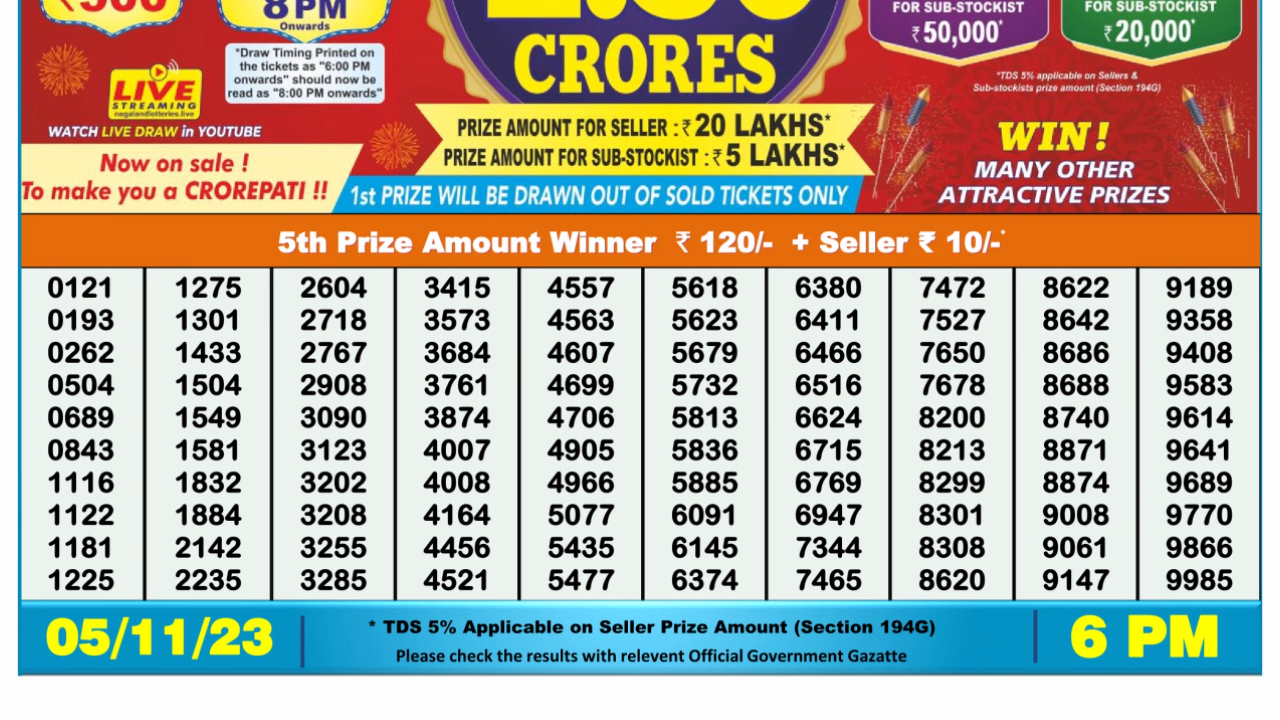 ₹500
8PM
Onwards
*Draw Timing Printed on
the tickets as "6:00 PM
onwards" should now be
read as "8:00 PM onwards"
LIVE
STREAMING
nagalandlotteries.live
WATCH LIVE DRAW in YOUTUBE
Now on sale !
To make you a CROREPATI !!
CRORES
PRIZE AMOUNT FOR SELLER : ₹ 20 LAKHS*
PRIZE AMOUNT FOR SUB-STOCKIST : ₹ 5 LAKHS*
1st PRIZE WILL BE DRAWN OUT OF SOLD TICKETS ONLY
FOR SUB-STOCKIST
₹ 50,000*
FOR SUB-STOCKIST
₹ 20,000*
*TDS 5% applicable on Sellers &
Sub-stockists prize amount (Section 194G)
WIN !
MANY OTHER
ATTRACTIVE PRIZES
5th Prize Amount Winner ₹ 120/- + Seller ₹ 10/-*
0121 1275 2604 3415 4557 5618 6380 7472 8622 9189
0193 1301 2718 3573 4563 5623 6411 7527 8642 9358
0262 1433 2767 3684 4607 5679 6466 7650 8686 9408
0504 1504 2908 3761 4699 5732 6516 7678 8688 9583
0689 1549 3090 3874 4706 5813 6624 8200 8740 9614
0843 1581 3123 4007 4905 5836 6715 8213 8871 9641
1116 1832 3202 4008 4966 5885 6769 8299 8874 9689
1122 1884 3208 4164 5077 6091 6947 8301 9008 9770
1181 2142 3255 4456 5435 6145 7344 8308 9061 9866
1225 2235 3285 4521 5477 6374 7465 8620 9147 9985
05/11/23
* TDS 5% Applicable on Seller Prize Amount (Section 194G)
Please check the results with relevent Official Government Gazatte
6 PM